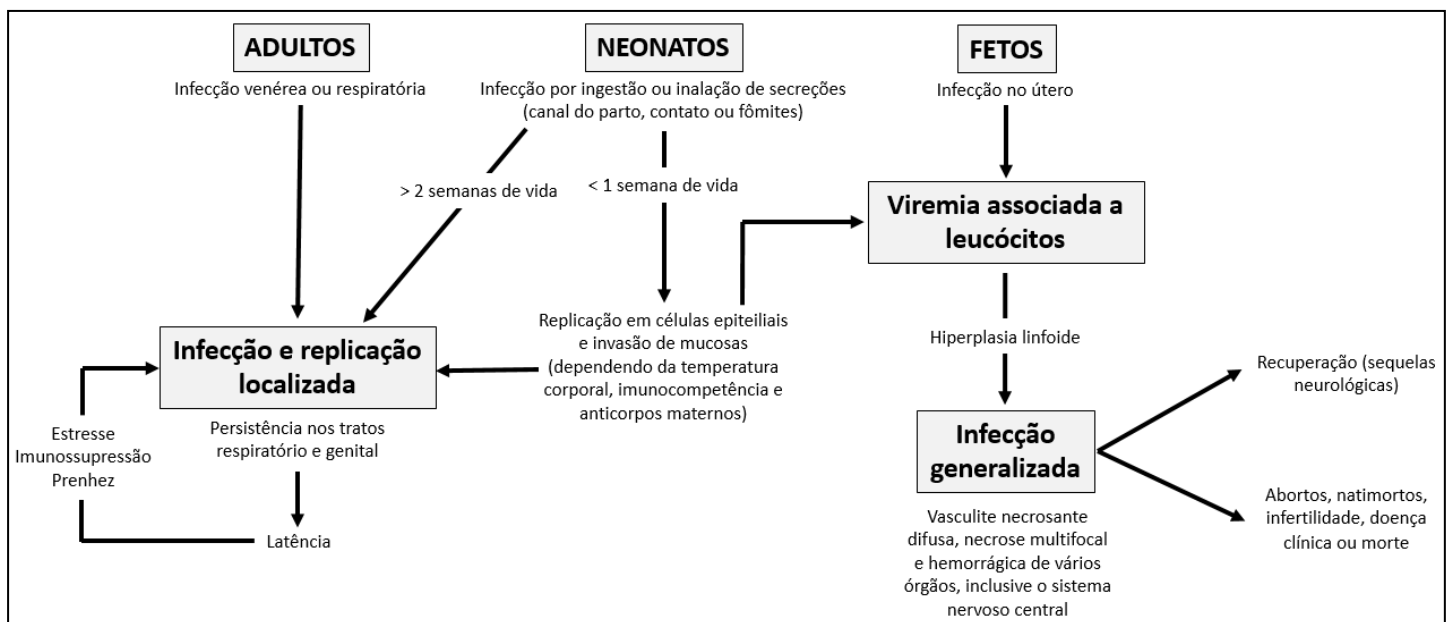 ADULTOS
Infecção venérea ou respiratória
NEONATOS
Infecção por ingestão ou inalação de secreções
(canal do parto, contato ou fômites)
FETOS
Infecção no útero
> 2 semanas de vida
< 1 semana de vida
Viremia associada a
leucócitos
Infecção e replicação
localizada
Replicação em células epiteiliais
e invasão de mucosas
(dependendo da temperatura
corporal, imunocompetência e
anticorpos maternos)
Hiperplasia linfoide
Estresse
Imunossupressão
Prenhez
Persistência nos tratos
respiratório e genital
Latência
Infecção
generalizada
Vasculite necrosante
difusa, necrose multifocal
e hemorrágica de vários
órgãos, inclusive o sistema
nervoso central
Recuperação (sequelas
neurológicas)
Abortos, natimortos,
infertilidade, doença
clínica ou morte